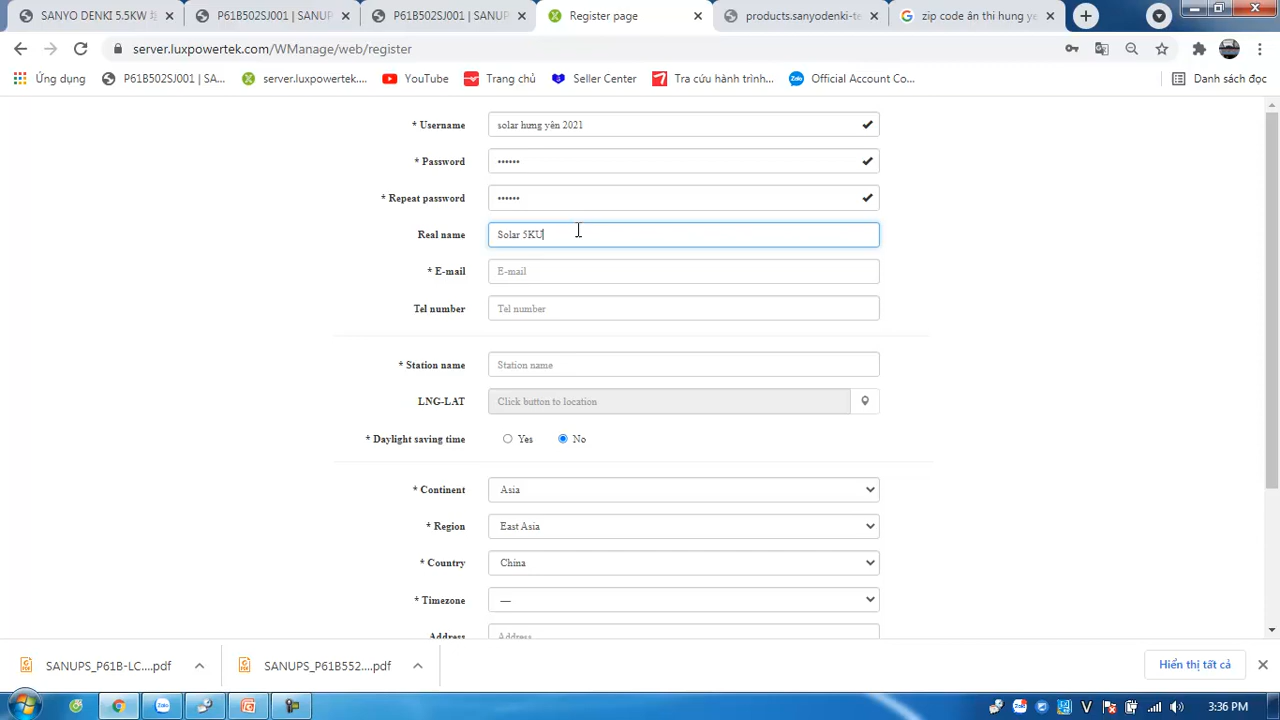 SANYO DENKI 5.5KW
P61B502SJ001 | SANUP
P61B502SJ001 | SANUP
Register page
products.sanyodenki-te
zip code ân thi hung yê
server.luxpowertek.com/WManage/web/register
Ứng dụng
P61B502SJ001 | SA...
server.luxpowertek....
YouTube
Trang chủ
Seller Center
Tra cứu hành trình...
Official Account Co...
Danh sách đọc
* Username
solar hưng yên 2021
* Password
••••••
* Repeat password
••••••
Real name
Solar 5KU
* E-mail
E-mail
Tel number
Tel number
* Station name
Station name
LNG-LAT
Click button to location
* Daylight saving time
Yes
No
* Continent
Asia
* Region
East Asia
* Country
China
* Timezone
—
Address
Address
SANUPS_P61B-LC....pdf
SANUPS_P61B552....pdf
Hiển thị tất cả
V
3:36 PM